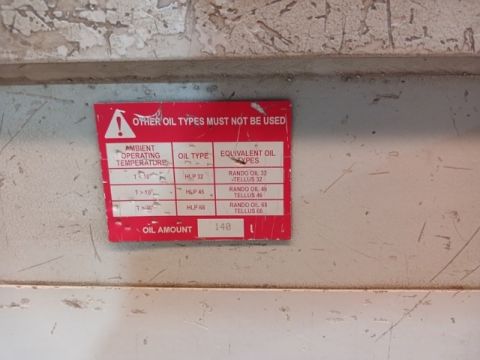 OTHER OIL TYPES MUST NOT BE USED
AMBIENT OPERATING TEMPERATURE OIL TYPE EQUIVALENT OIL TYPES
HLP 32 RANDO OIL 32
TELLUS 32
HLP 46 RANDO OIL 46
TELLUS 46
HLP 68 RANDO OIL 68
TELLUS 68
OIL AMOUNT 140 l